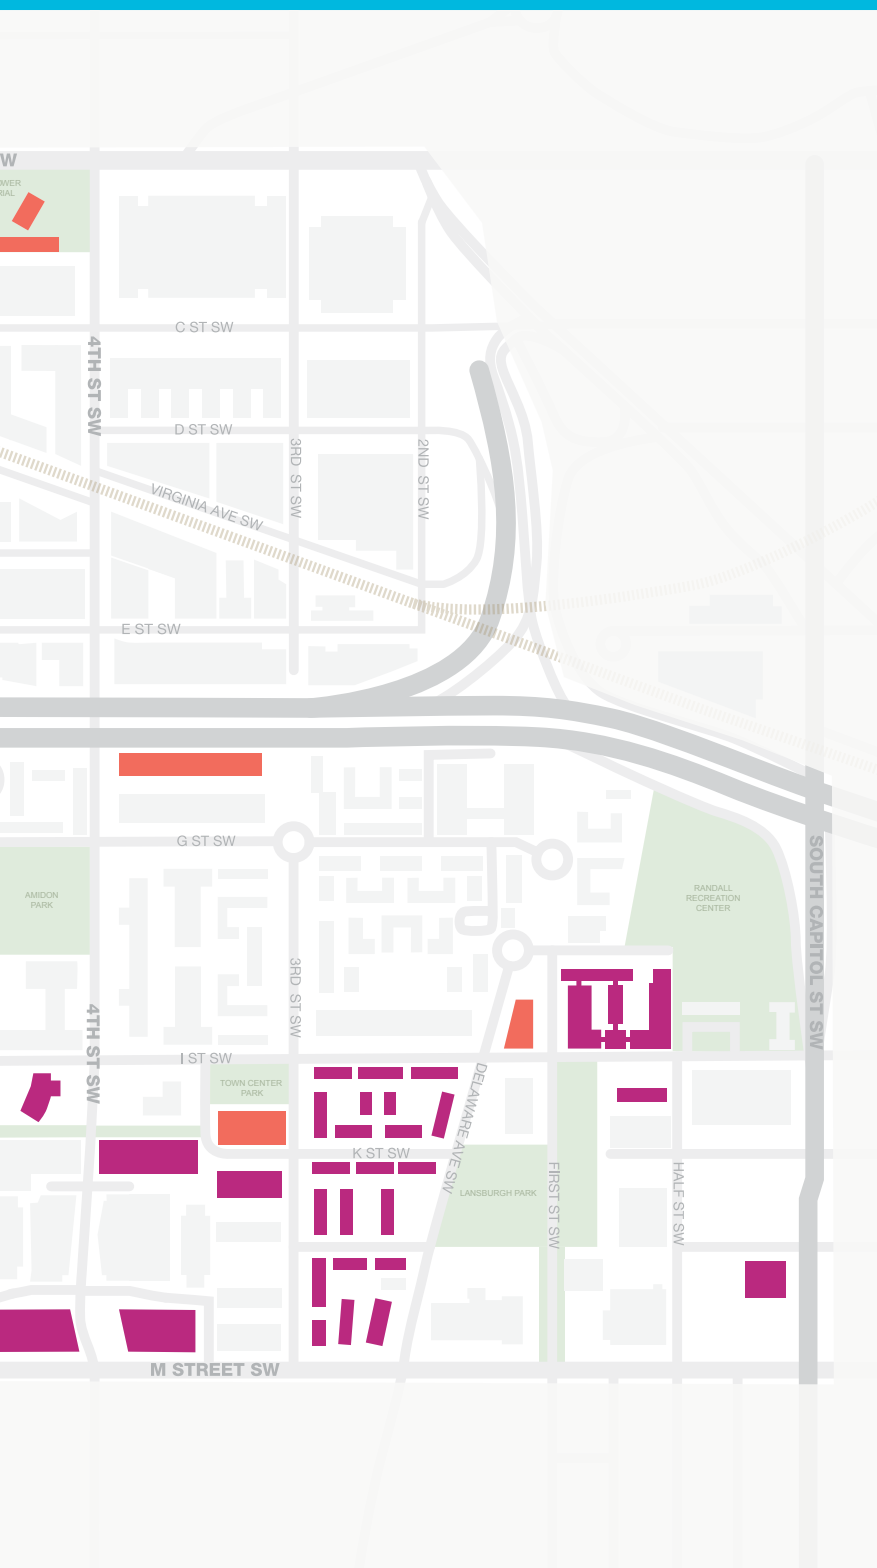 W
OWER
RIAL
C ST SW
4TH ST SW
D ST SW
3RD ST SW
2ND ST SW
VIRGINIA AVE SW
E ST SW
G ST SW
SOUTH CAPITOL ST SW
AMIDON
PARK
RANDALL
RECREATION
CENTER
3RD ST SW
4TH ST SW
I ST SW
TOWN CENTER
PARK
DELAWARE AVE SW
K ST SW
LANSBURGH PARK
FIRST ST SW
HALF ST SW
M STREET SW